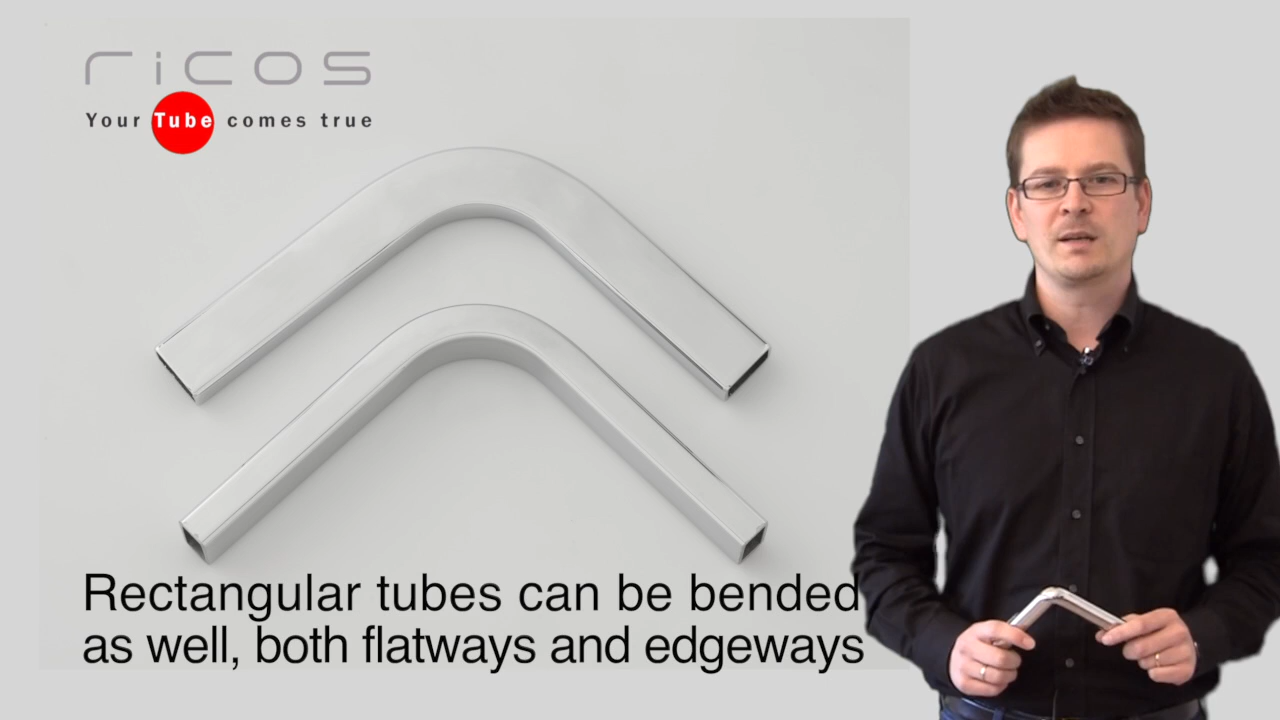 ricos
Your Tube comes true
Rectangular tubes can be bended
as well, both flatways and edgeways